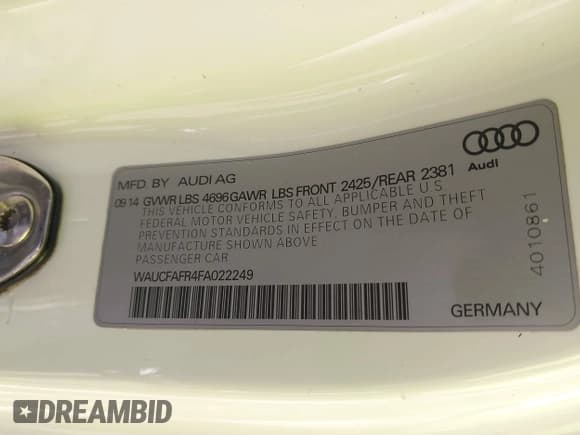 Audi
MFD. BY AUDI AG
09 14 GVWR LBS 4696 GAWR LBS FRONT 2425/REAR 2381
THIS VEHICLE CONFORMS TO ALL APPLICABLE U S
FEDERAL MOTOR VEHICLE SAFETY, BUMPER AND THEFT
PREVENTION STANDARDS IN EFFECT ON THE DATE OF
MANUFACTURE SHOWN ABOVE
PASSENGER CAR
WAUCFAFR4FA022249
GERMANY
4010861
DREAMBID